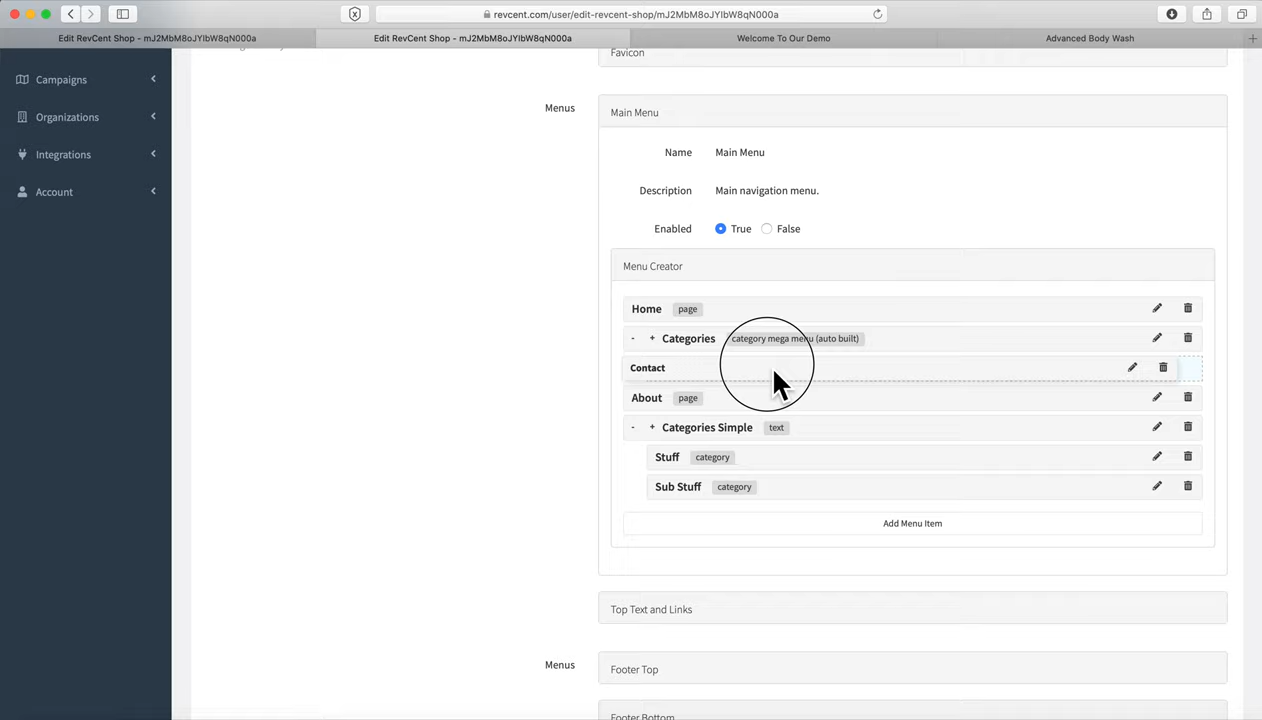 revcent.com/user/edit-revcent-shop/mJ2MbM8oJYlbW8qN000a
Edit RevCent Shop - mJ2MbM8oJYlbW8qN000a
Edit RevCent Shop - mJ2MbM8oJYlbW8qN000a
Welcome To Our Demo
Advanced Body Wash
Campaigns
Organizations
Integrations
Account
Favicon
Menus
Main Menu
Name Main Menu
Description Main navigation menu.
Enabled True False
Menu Creator
Home page
- + Categories category mega menu (auto built)
Contact
About page
- + Categories Simple text
Stuff category
Sub Stuff category
Add Menu Item
Top Text and Links
Menus
Footer Top
Footer Bottom